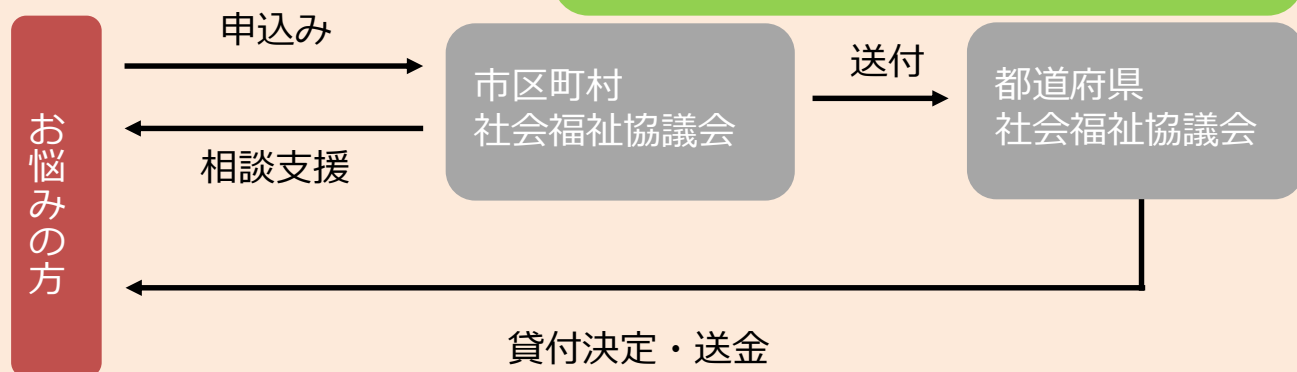 申込み
市区町村
社会福祉協議会
送付
都道府県
社会福祉協議会
お悩みの方
相談支援
貸付決定・送金